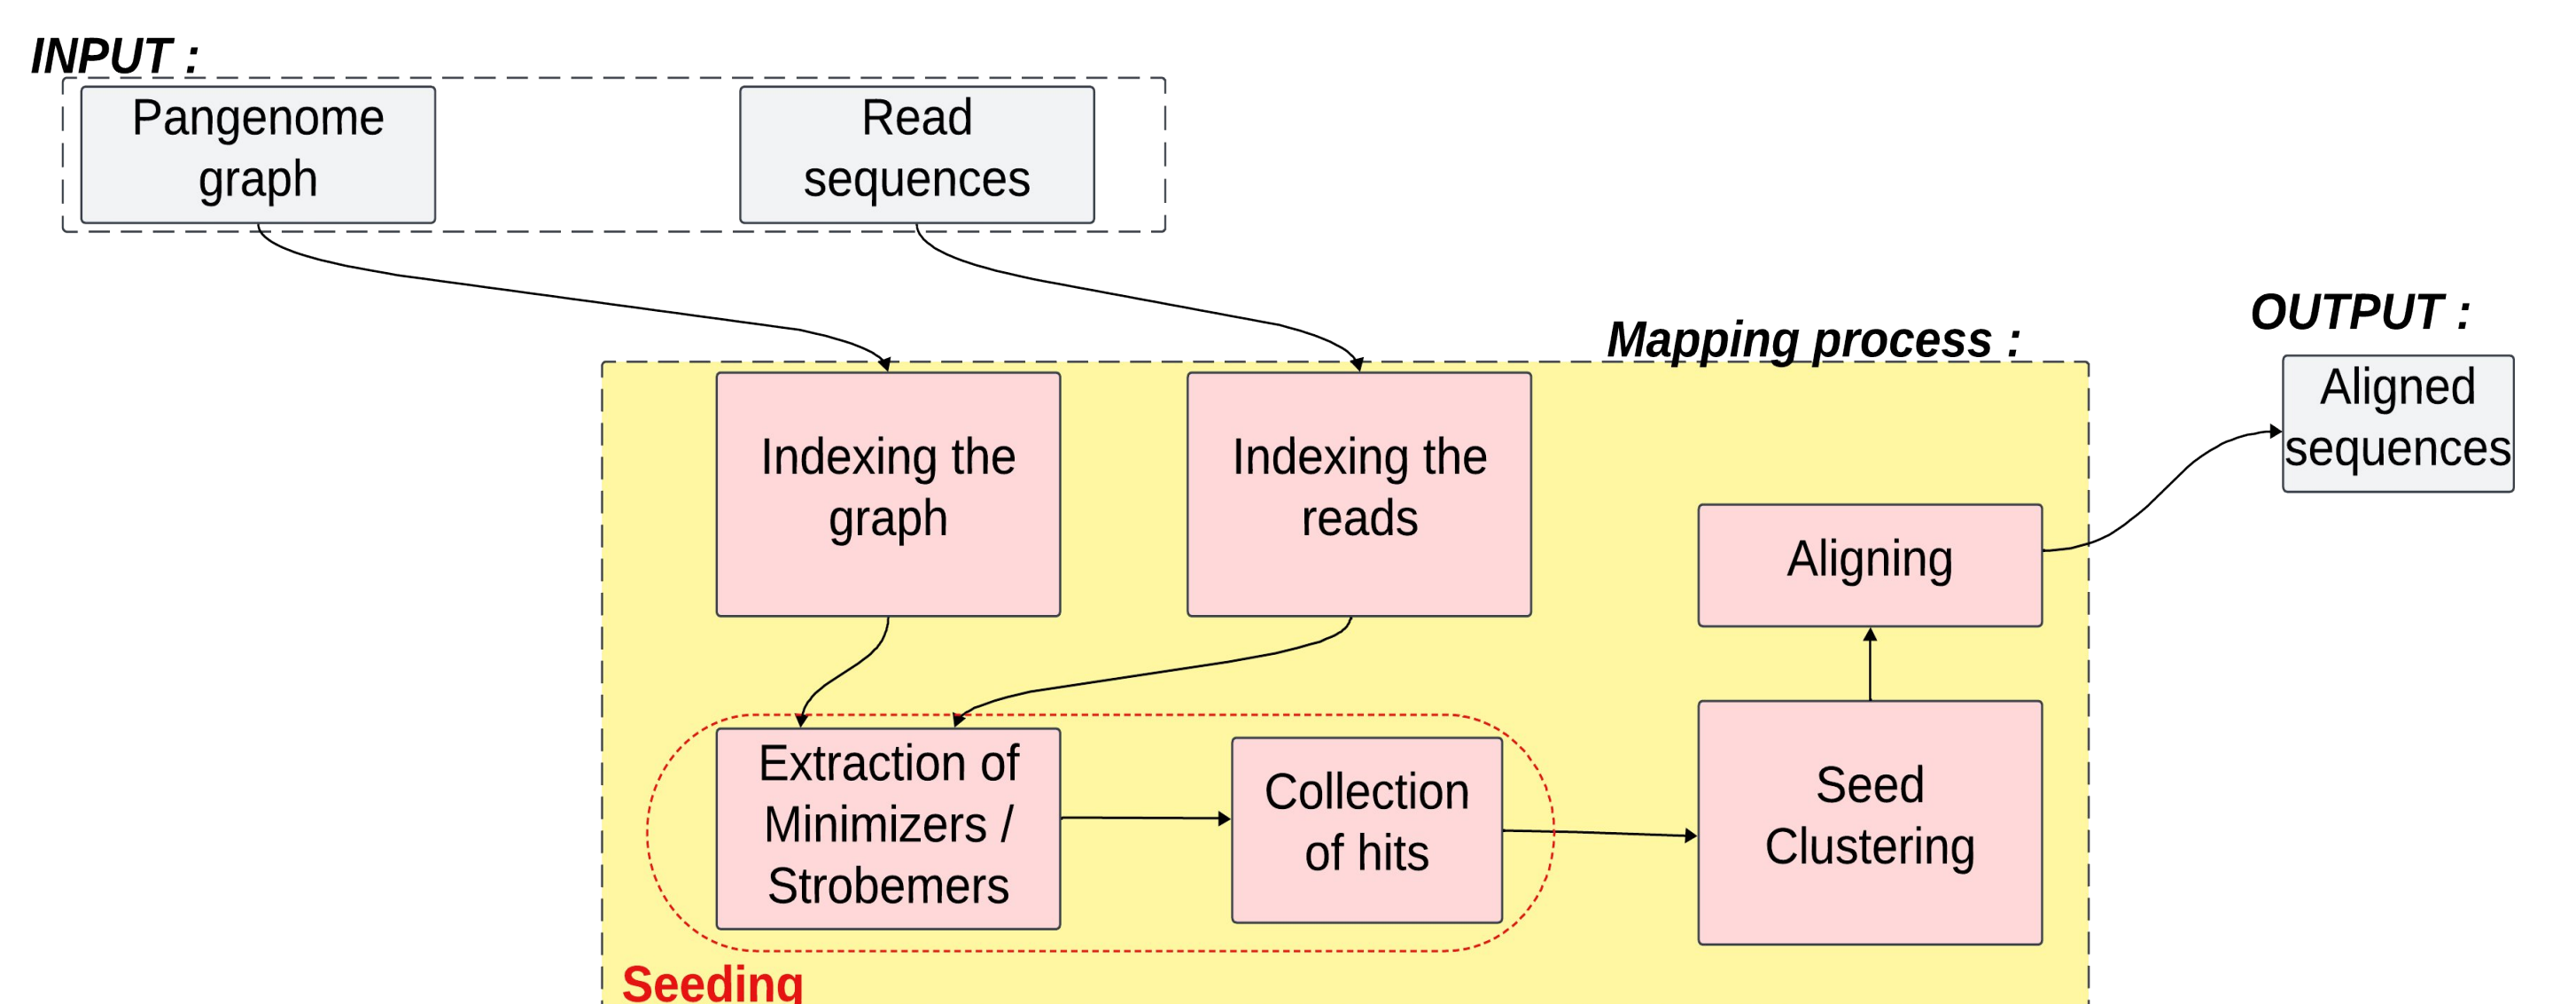 INPUT :
Pangenome
graph
Read
sequences
OUTPUT :
Mapping process :
Aligned
sequences
Indexing the
graph
Indexing the
reads
Aligning
Extraction of
Minimizers /
Strobemers
Collection
of hits
Seed
Clustering
Seeding